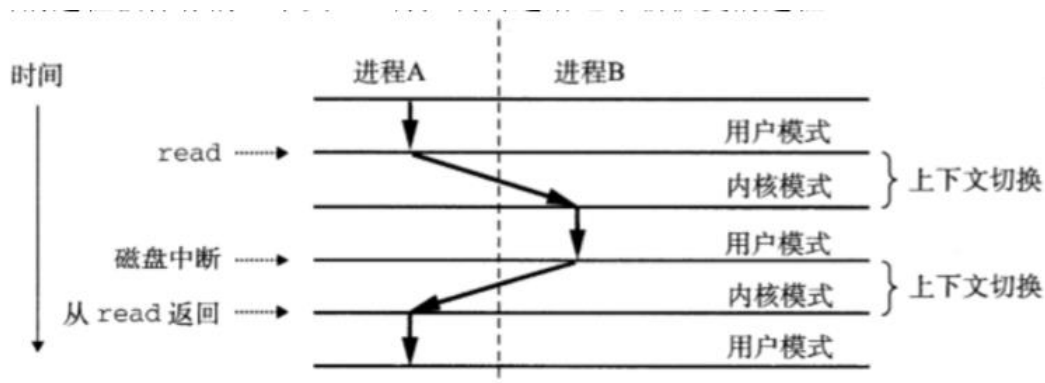 时间
进程A 进程B
用户模式
read
内核模式 上下文切换
用户模式
磁盘中断
内核模式 上下文切换
从 read 返回
用户模式